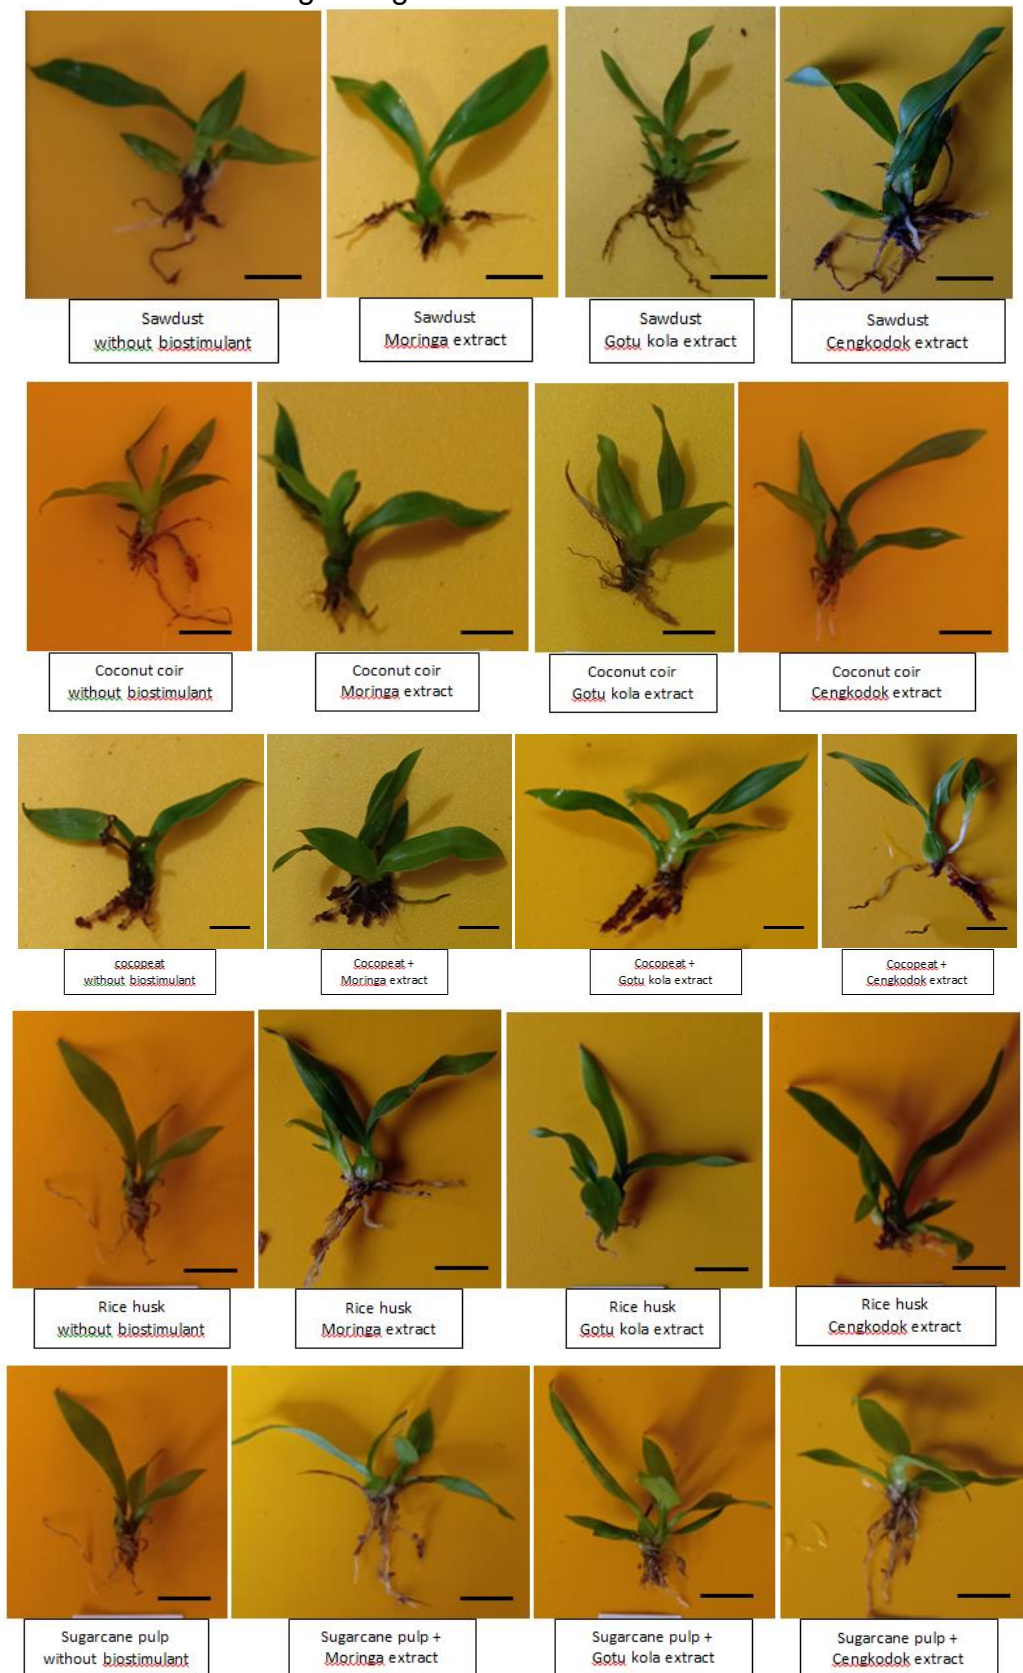 Sawdust
without biostimulant
Sawdust
Moringa extract
Sawdust
Gotu kola extract
Sawdust
Cengkodok extract
Coconut coir
without biostimulant
Coconut coir
Moringa extract
Coconut coir
Gotu kola extract
Coconut coir
Cengkodok extract
cocopeat
without biostimulant
Cocopeat +
Moringa extract
Cocopeat +
Gotu kola extract
Cocopeat +
Cengkodok extract
Rice husk
without biostimulant
Rice husk
Moringa extract
Rice husk
Gotu kola extract
Rice husk
Cengkodok extract
Sugarcane pulp
without biostimulant
Sugarcane pulp +
Moringa extract
Sugarcane pulp +
Gotu kola extract
Sugarcane pulp +
Cengkodok extract